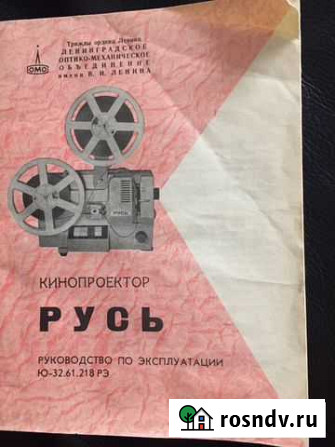 Трижды ордена Ленина
ЛЕНИНГРАДСКОЕ
ОПТИКО-МЕХАНИЧЕСКОЕ
ОБЪЕДИНЕНИЕ
имени В. И. ЛЕНИНА
ОМО
РУСЬ
КИНОПРОЕКТОР
РУСЬ
РУКОВОДСТВО ПО ЭКСПЛУАТАЦИИ
Ю-32.61.218 РЭ
rosndv.ru